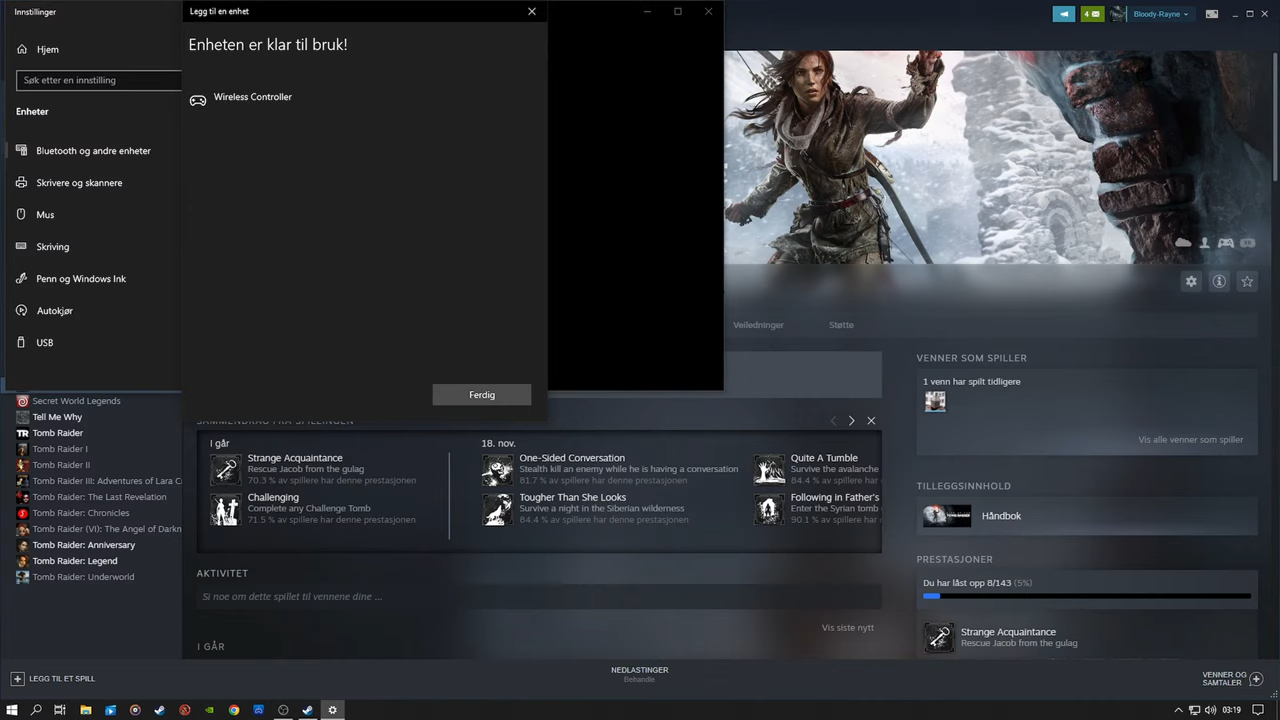 Innstillinger
Hjem
Søk etter en innstilling
Enheter
Bluetooth og andre enheter
Skrivere og skannere
Mus
Skriving
Penn og Windows Ink
Autokjør
USB
Legg til en enhet
Enheten er klar til bruk!
Wireless Controller
Ferdig
4
Bloody-Rayne
Veiledninger
Støtte
VENNER SOM SPILLER
1 venn har spilt tidligere
Vis alle venner som spiller
TILLEGGSINNHOLD
Håndbok
PRESTASJONER
Du har låst opp 8/143 (5%)
Strange Acquaintance
Rescue Jacob from the gulag
Secret World Legends
Tell Me Why
Tomb Raider
Tomb Raider I
Tomb Raider II
Tomb Raider III: Adventures of Lara C
Tomb Raider: The Last Revelation
Tomb Raider: Chronicles
Tomb Raider (VI): The Angel of Darkn
Tomb Raider: Anniversary
Tomb Raider: Legend
Tomb Raider: Underworld
SAMMENDRAG FRA SPILLINGEN
I går
Strange Acquaintance
Rescue Jacob from the gulag
70.3 % av spillere har denne prestasjonen
Challenging
Complete any Challenge Tomb
71.5 % av spillere har denne prestasjonen
18. nov.
One-Sided Conversation
Stealth kill an enemy while he is having a conversation
81.7 % av spillere har denne prestasjonen
Tougher Than She Looks
Survive a night in the Siberian wilderness
84.4 % av spillere har denne prestasjonen
Quite A Tumble
Survive the avalanche
84.4 % av spillere har
Following in Father's
Enter the Syrian tomb
90.1 % av spillere har
AKTIVITET
Si noe om dette spillet til vennene dine ...
Vis siste nytt
I GÅR
LEGG TIL ET SPILL
NEDLASTINGER
Behandle
VENNER OG
SAMTALER
03:19